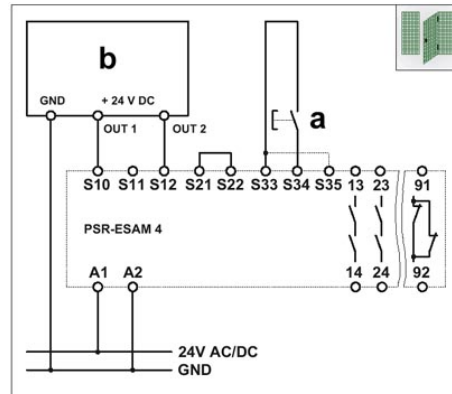 b
GND + 24 V DC
OUT 1 OUT 2
a
S10 S11 S12 S21 S22 S33 S34 S35 13 23 91
PSR-ESAM 4
A1 A2 14 24 92
24V AC/DC
GND